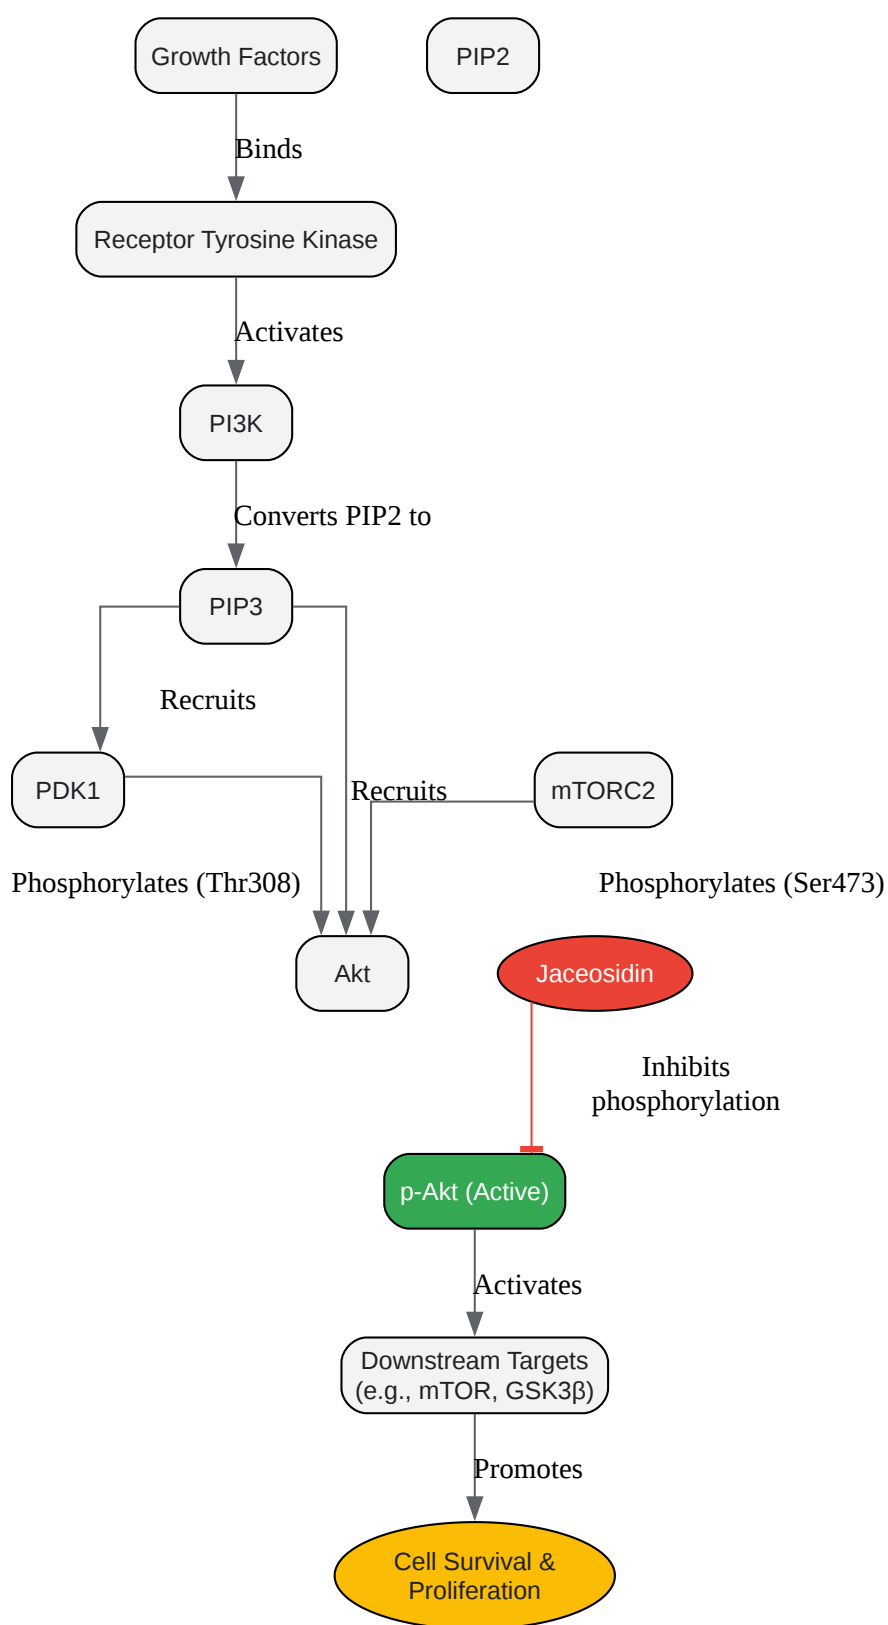 Growth Factors
PIP2
Binds
Receptor Tyrosine Kinase
Activates
PI3K
Converts PIP2 to
PIP3
Recruits
PDK1
Recruits
mTORC2
Phosphorylates (Thr308)
Phosphorylates (Ser473)
Akt
Jaceosidin
Inhibits
phosphorylation
p-Akt (Active)
Activates
Downstream Targets
(e.g., mTOR, GSK3β)
Promotes
Cell Survival &
Proliferation